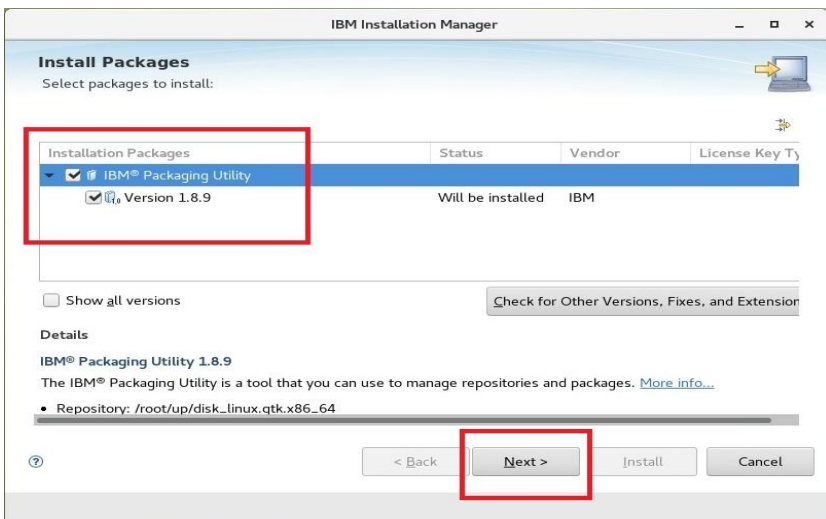 IBM Installation Manager
Install Packages
Select packages to install:
Installation Packages Status Vendor License Key Ty
IBM® Packaging Utility
Version 1.8.9 Will be installed IBM
Show all versions
Check for Other Versions, Fixes, and Extension
Details
IBM® Packaging Utility 1.8.9
The IBM® Packaging Utility is a tool that you can use to manage repositories and packages. More info...
• Repository: /root/up/disk_linux.gtk.x86_64
< Back Next > Install Cancel